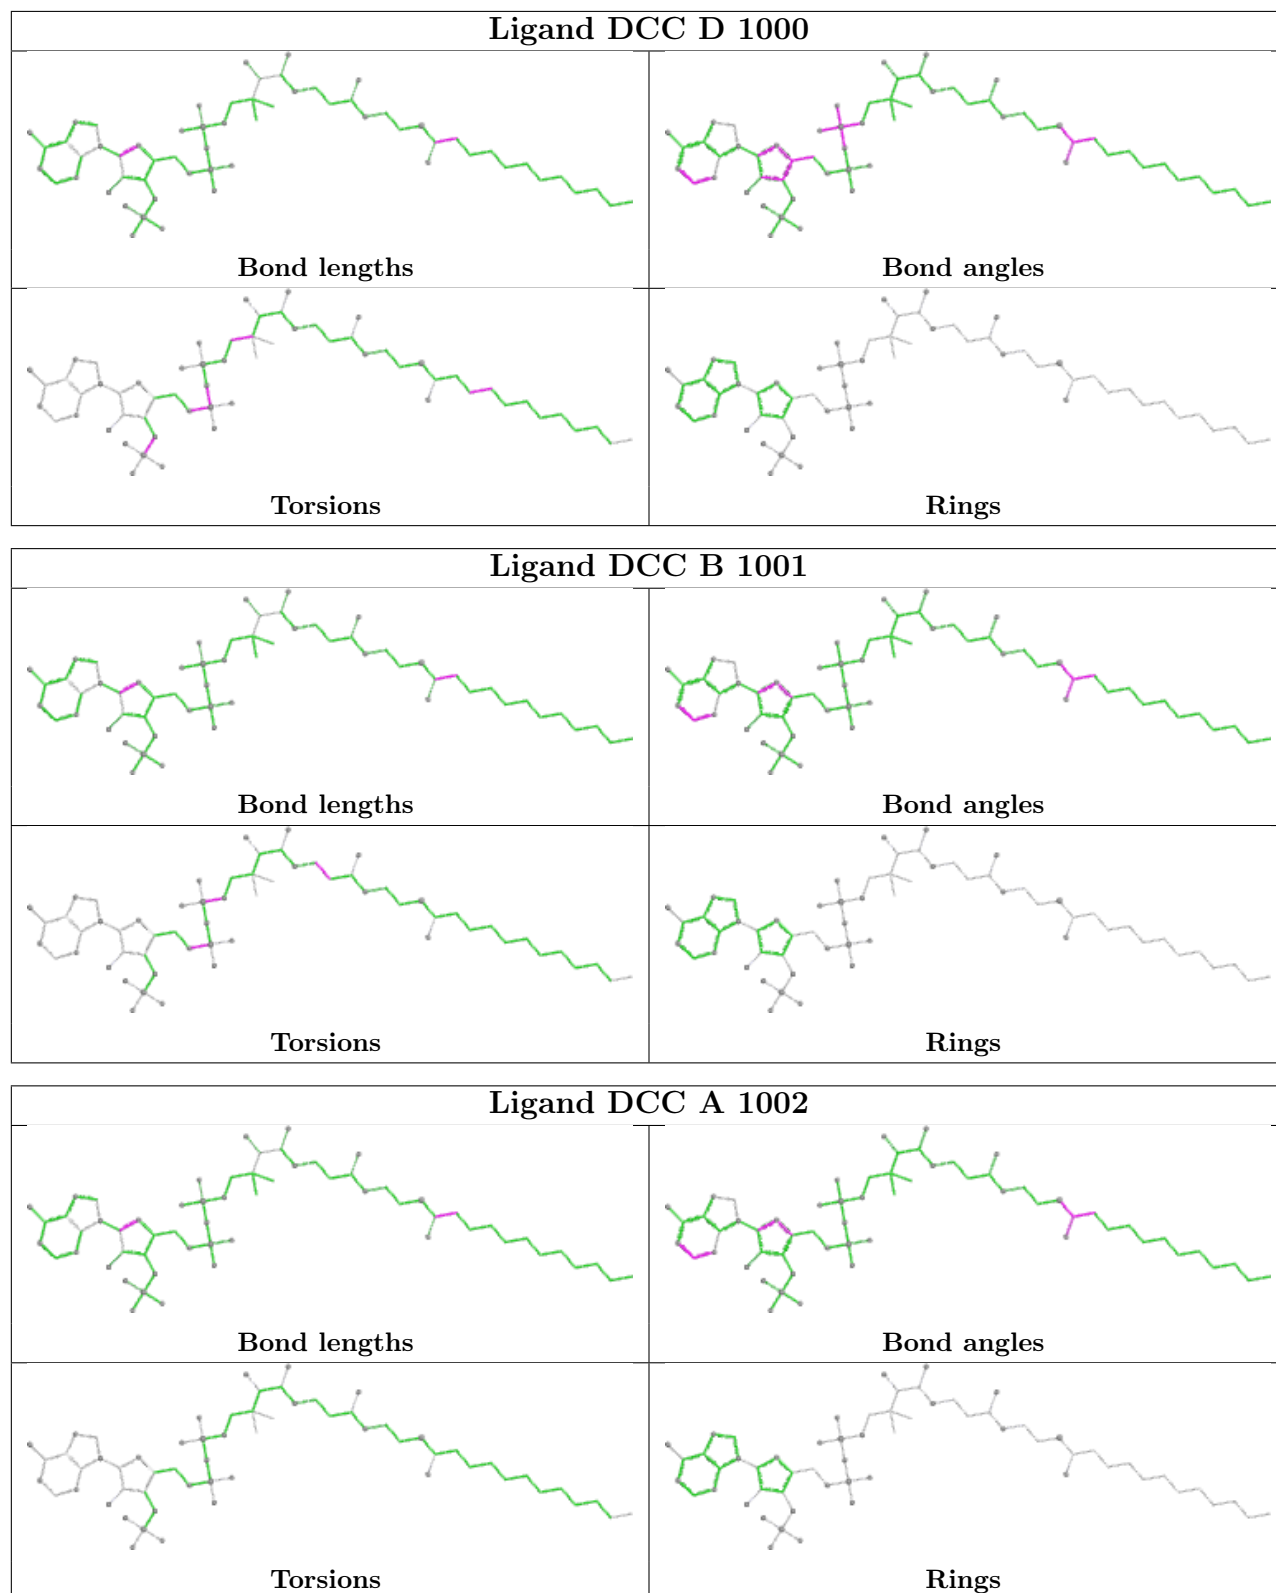 Ligand DCC D 1000
Bond lengths
Bond angles
Torsions
Rings
Ligand DCC B 1001
Bond lengths
Bond angles
Torsions
Rings
Ligand DCC A 1002
Bond lengths
Bond angles
Torsions
Rings